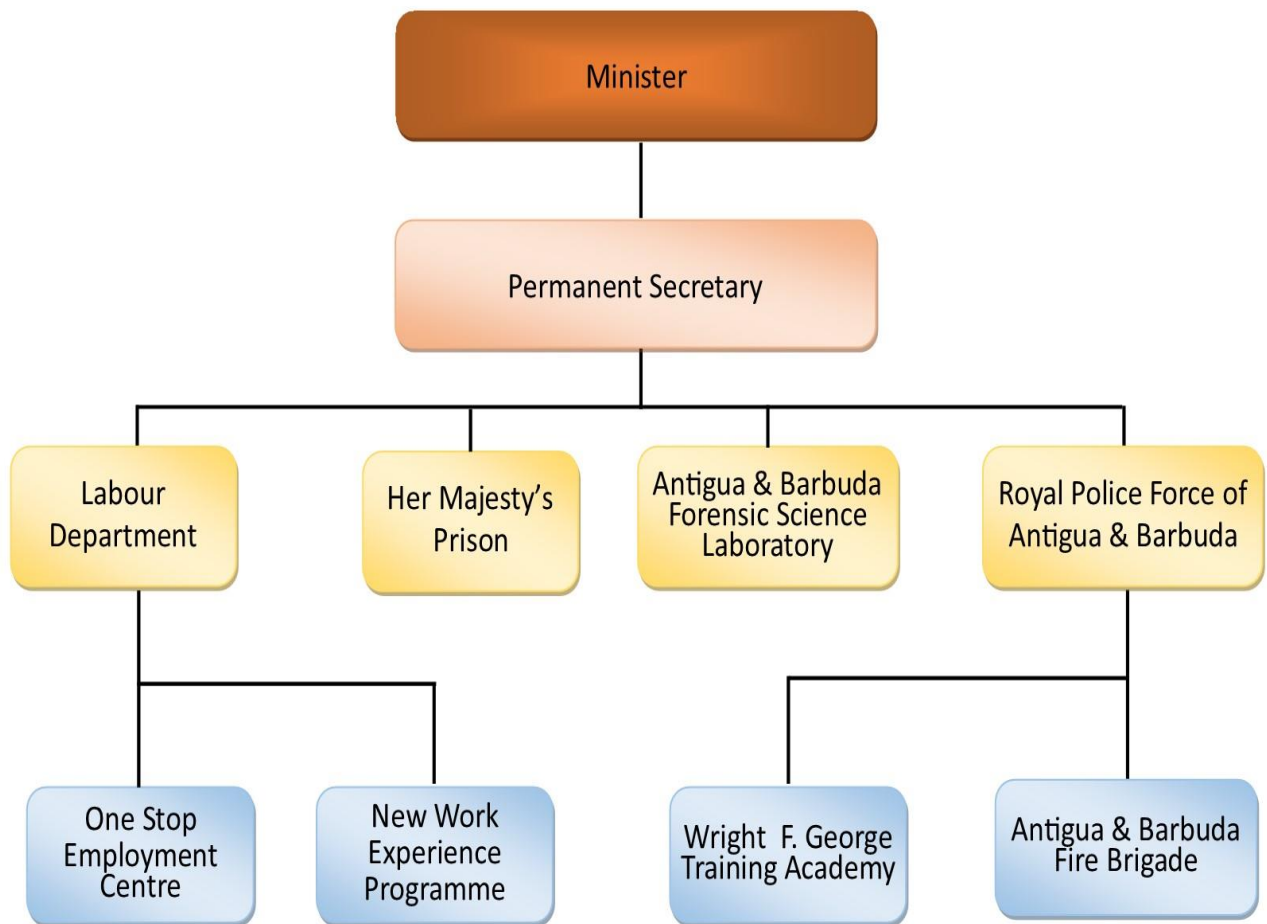 Minister
Permanent Secretary
Labour
Department
Her Majesty’s
Prison
Antigua & Barbuda
Forensic Science
Laboratory
Royal Police Force of
Antigua & Barbuda
One Stop
Employment
Centre
New Work
Experience
Programme
Wright F. George
Training Academy
Antigua & Barbuda
Fire Brigade